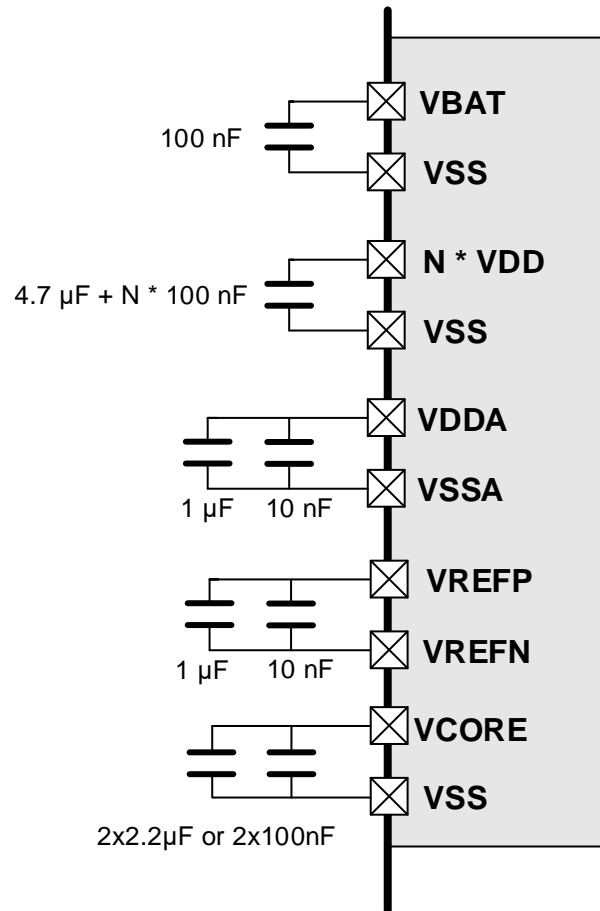 VBAT
100 nF
VSS
N * VDD
4.7 µF + N * 100 nF
VSS
VDDA
VSSA
1 µF 10 nF
VREFP
VREFN
1 µF 10 nF
VCORE
VSS
2x2.2µF or 2x100nF